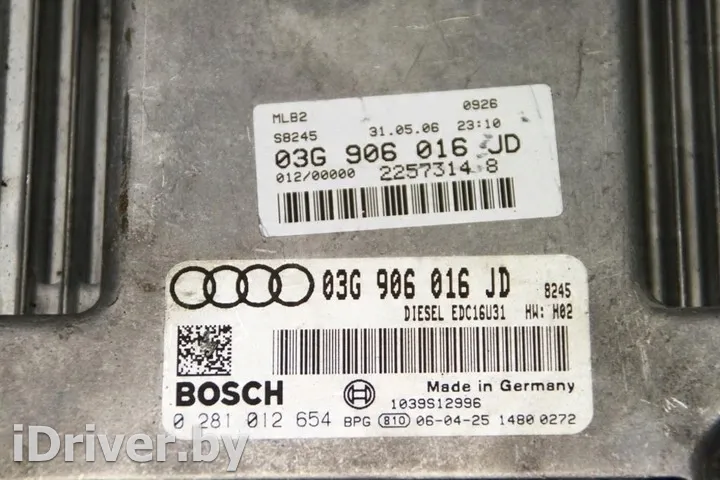 MLB2 0926
S8245 31.05.06 23:10
03G 906 016 JD
012/00000 2257314 8
03G 906 016 JD 8245
DIESEL EDC16U31 HW: H02
BOSCH Made in Germany
1039S12996
0 281 012 654 BPG 810 06-04-25 1480 0272
iDriver.by